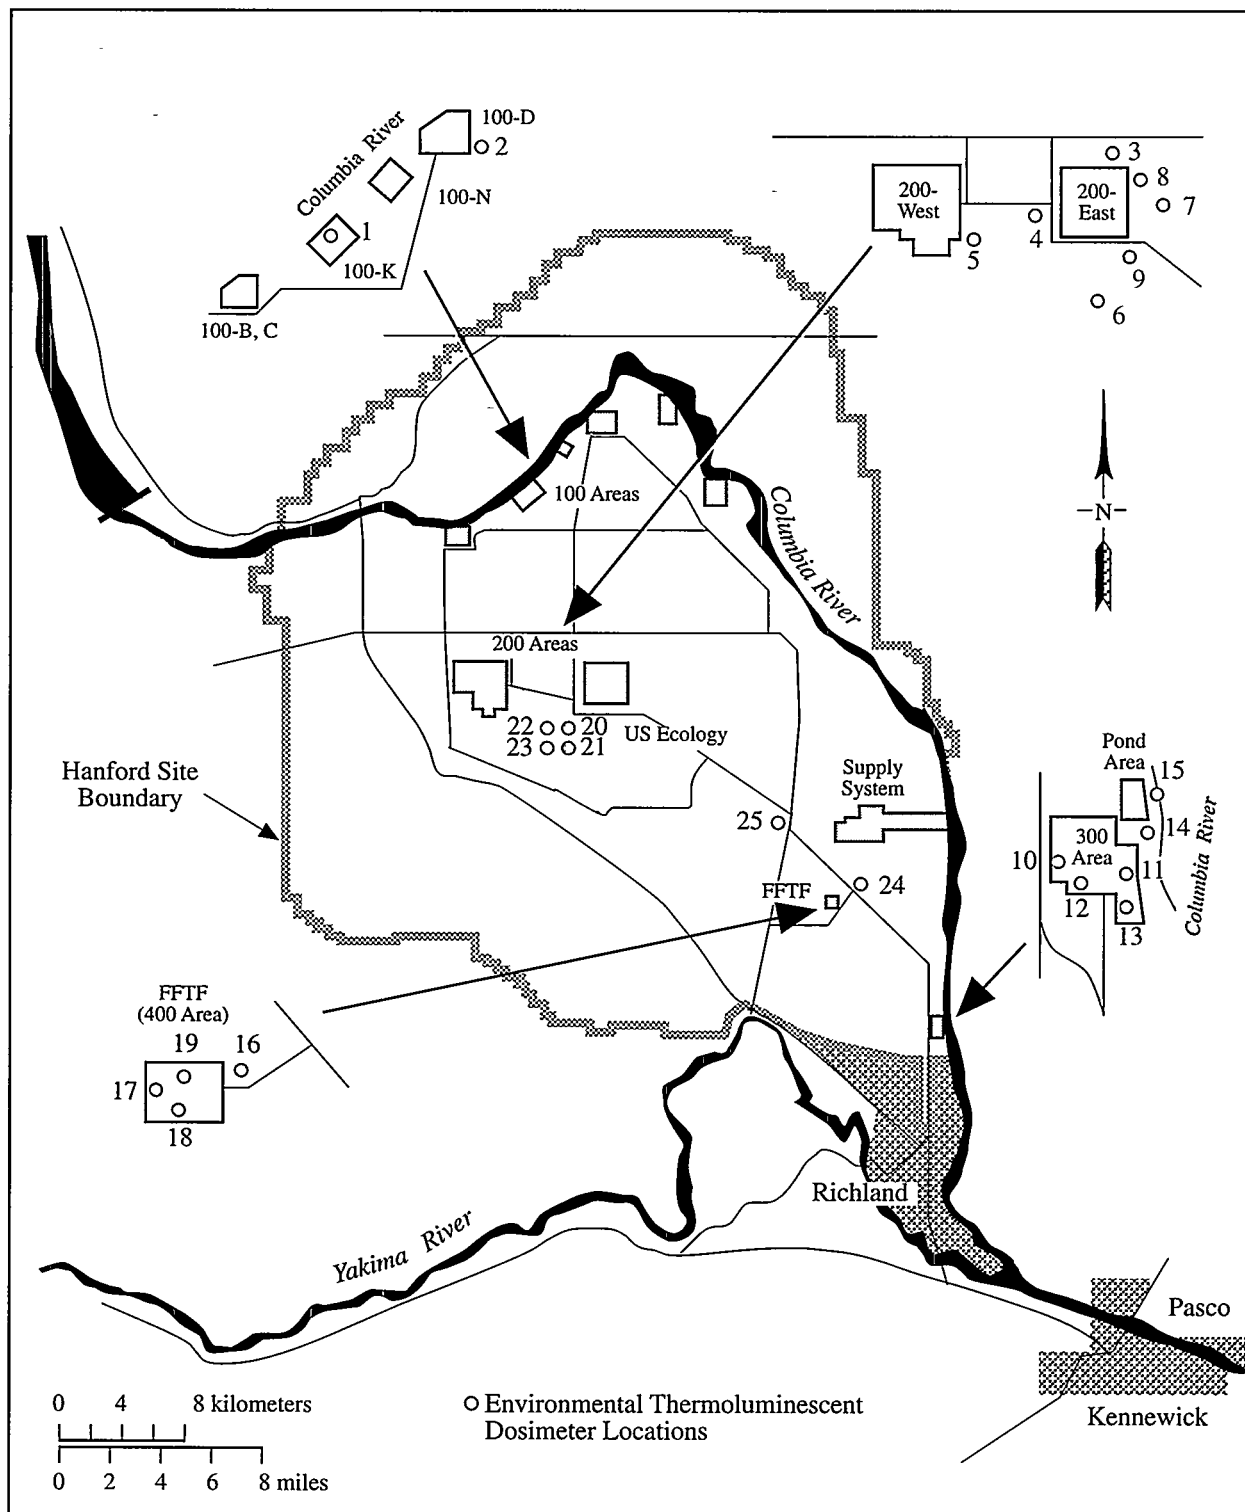 Columbia River
100-D
2
100-N
1
100-K
100-B, C
200-
West
200-
East
3
8
7
4
5
9
6
N
100 Areas
Columbia River
200 Areas
22
20
23
21
US Ecology
Hanford Site
Boundary
Supply
System
25
24
FFTF
Pond
Area
15
14
300
Area
10
11
12
13
Columbia River
FFTF
(400 Area)
19
16
17
18
Richland
Yakima River
Pasco
Kennewick
0 4 8 kilometers
0 2 4 6 8 miles
Environmental Thermoluminescent
Dosimeter Locations